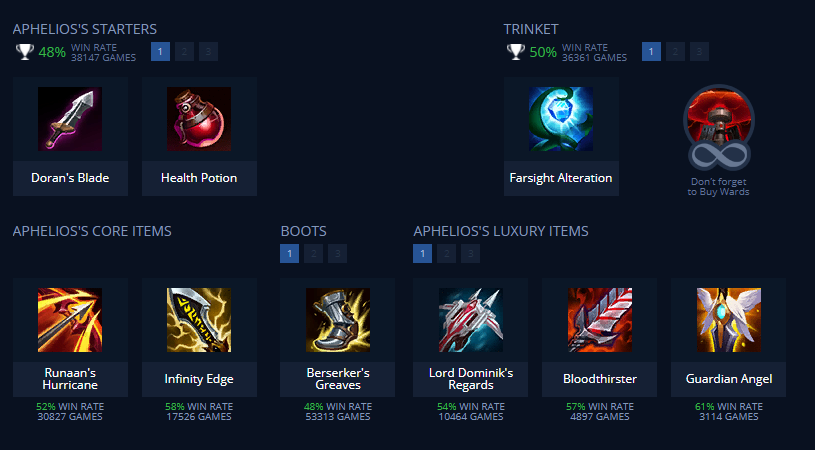 APHELIOS'S STARTERS
48% WIN RATE
38147 GAMES
1 2 3
TRINKET
50% WIN RATE
36361 GAMES
1 2 3
Doran's Blade
Health Potion
Farsight Alteration
Don't forget
to Buy Wards
APHELIOS'S CORE ITEMS
BOOTS
1 2 3
APHELIOS'S LUXURY ITEMS
1 2 3
Runaan's
Hurricane
52% WIN RATE
30827 GAMES
Infinity Edge
58% WIN RATE
17526 GAMES
Berserker's
Greaves
48% WIN RATE
53313 GAMES
Lord Dominik's
Regards
54% WIN RATE
10464 GAMES
Bloodthirster
57% WIN RATE
4897 GAMES
Guardian Angel
61% WIN RATE
3114 GAMES